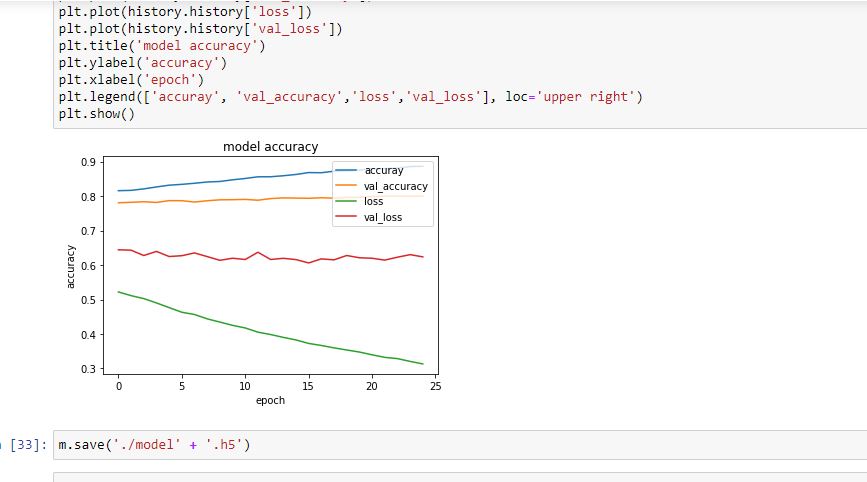 plt.plot(history.history['loss'])
plt.plot(history.history['val_loss'])
plt.title('model accuracy')
plt.ylabel('accuracy')
plt.xlabel('epoch')
plt.legend(['accuray', 'val_accuracy','loss','val_loss'], loc='upper right')
plt.show()
model accuracy
0.9
0.8
0.7
0.6
0.5
0.4
0.3
accuracy
accuray
val_accuracy
loss
val_loss
0 5 10 15 20 25
epoch
[33]: m.save('./model' + '.h5')